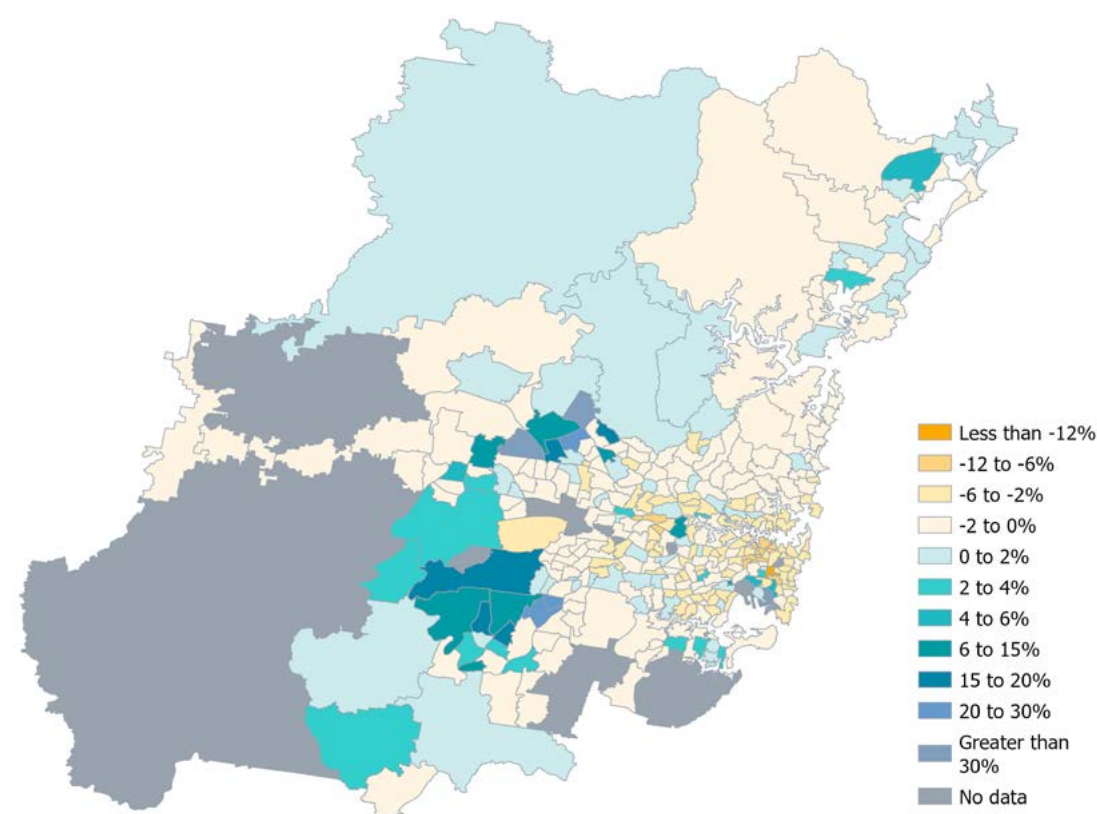 Less than -12%
-12 to -6%
-6 to -2%
-2 to 0%
0 to 2%
2 to 4%
4 to 6%
6 to 15%
15 to 20%
20 to 30%
Greater than
30%
No data